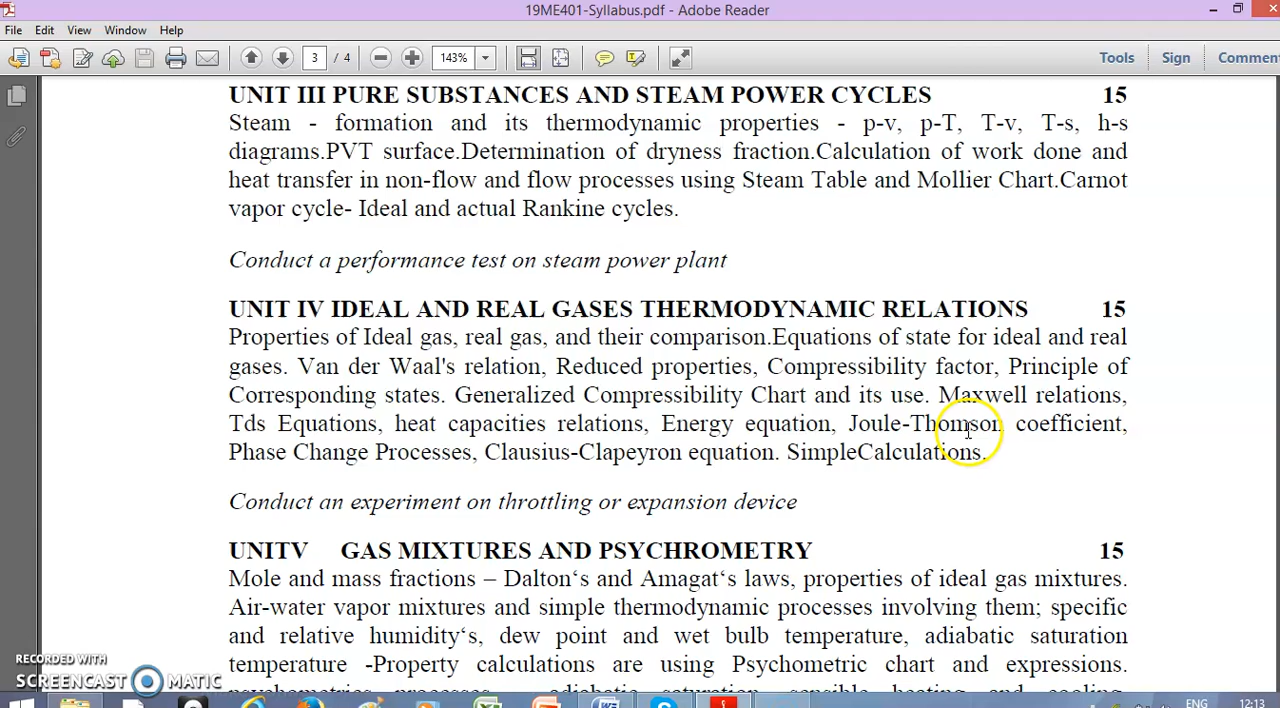 19ME401-Syllabus.pdf - Adobe Reader
File Edit View Window Help
3 / 4 143% Tools Sign Commen
UNIT III PURE SUBSTANCES AND STEAM POWER CYCLES 15
Steam - formation and its thermodynamic properties - p-v, p-T, T-v, T-s, h-s
diagrams.PVT surface.Determination of dryness fraction.Calculation of work done and
heat transfer in non-flow and flow processes using Steam Table and Mollier Chart.Carnot
vapor cycle- Ideal and actual Rankine cycles.
Conduct a performance test on steam power plant
UNIT IV IDEAL AND REAL GASES THERMODYNAMIC RELATIONS 15
Properties of Ideal gas, real gas, and their comparison.Equations of state for ideal and real
gases. Van der Waal's relation, Reduced properties, Compressibility factor, Principle of
Corresponding states. Generalized Compressibility Chart and its use. Maxwell relations,
Tds Equations, heat capacities relations, Energy equation, Joule-Thomson coefficient,
Phase Change Processes, Clausius-Clapeyron equation. SimpleCalculations.
Conduct an experiment on throttling or expansion device
UNITV GAS MIXTURES AND PSYCHROMETRY 15
Mole and mass fractions – Dalton‘s and Amagat‘s laws, properties of ideal gas mixtures.
Air-water vapor mixtures and simple thermodynamic processes involving them; specific
and relative humidity‘s, dew point and wet bulb temperature, adiabatic saturation
temperature -Property calculations are using Psychometric chart and expressions.
RECORDED WITH
SCREENCAST MATIC
ENG 12:13